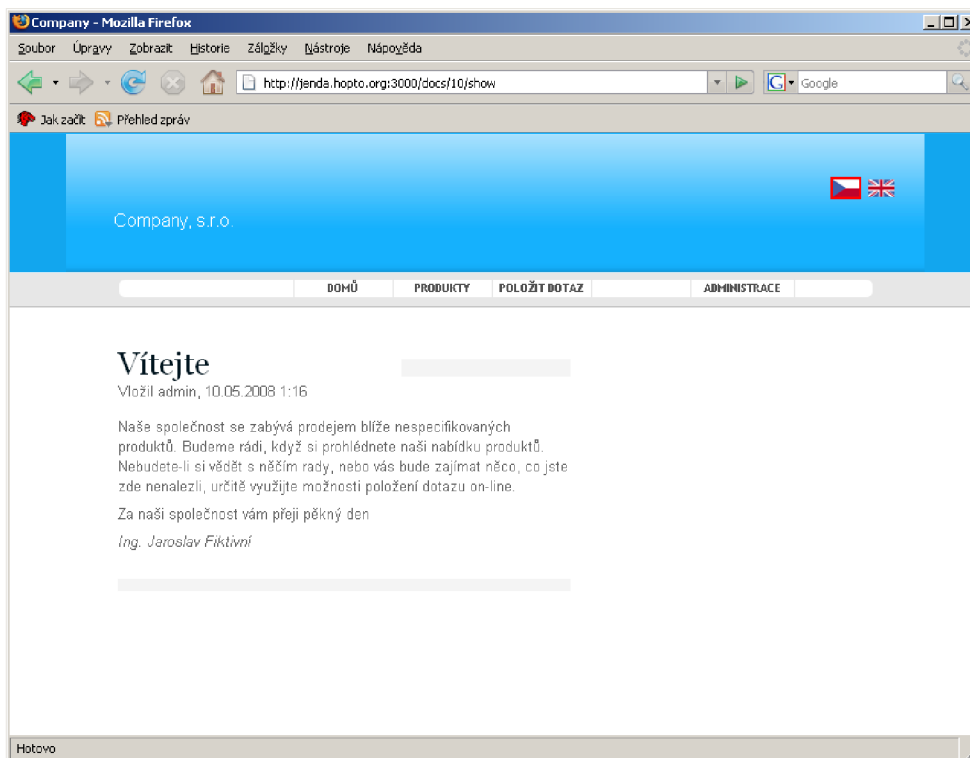 Company - Mozilla Firefox
Soubor Úpravy Zobrazit Historie Záložky Nástroje Nápověda
http://jenda.hopto.org:3000/docs/10/show
G Google
Jak začít Přehled zpráv
Company, s.r.o.
DOMŮ PRODUKTY POLOŽIT DOTAZ ADMINISTRACE
Vítejte
Vložil admin, 10.05.2008 1:16
Naše společnost se zabývá prodejem blíže nespecifikovaných
produktů. Budeme rádi, když si prohlédnete naši nabídku produktů.
Nebudete-li si vědět s něčím rady, nebo vás bude zajímat něco, co jste
zde nenalezli, určitě využijte možnosti položení dotazu on-line.
Za naši společnost vám přeji pěkný den
Ing. Jaroslav Fiktivní
Hotovo